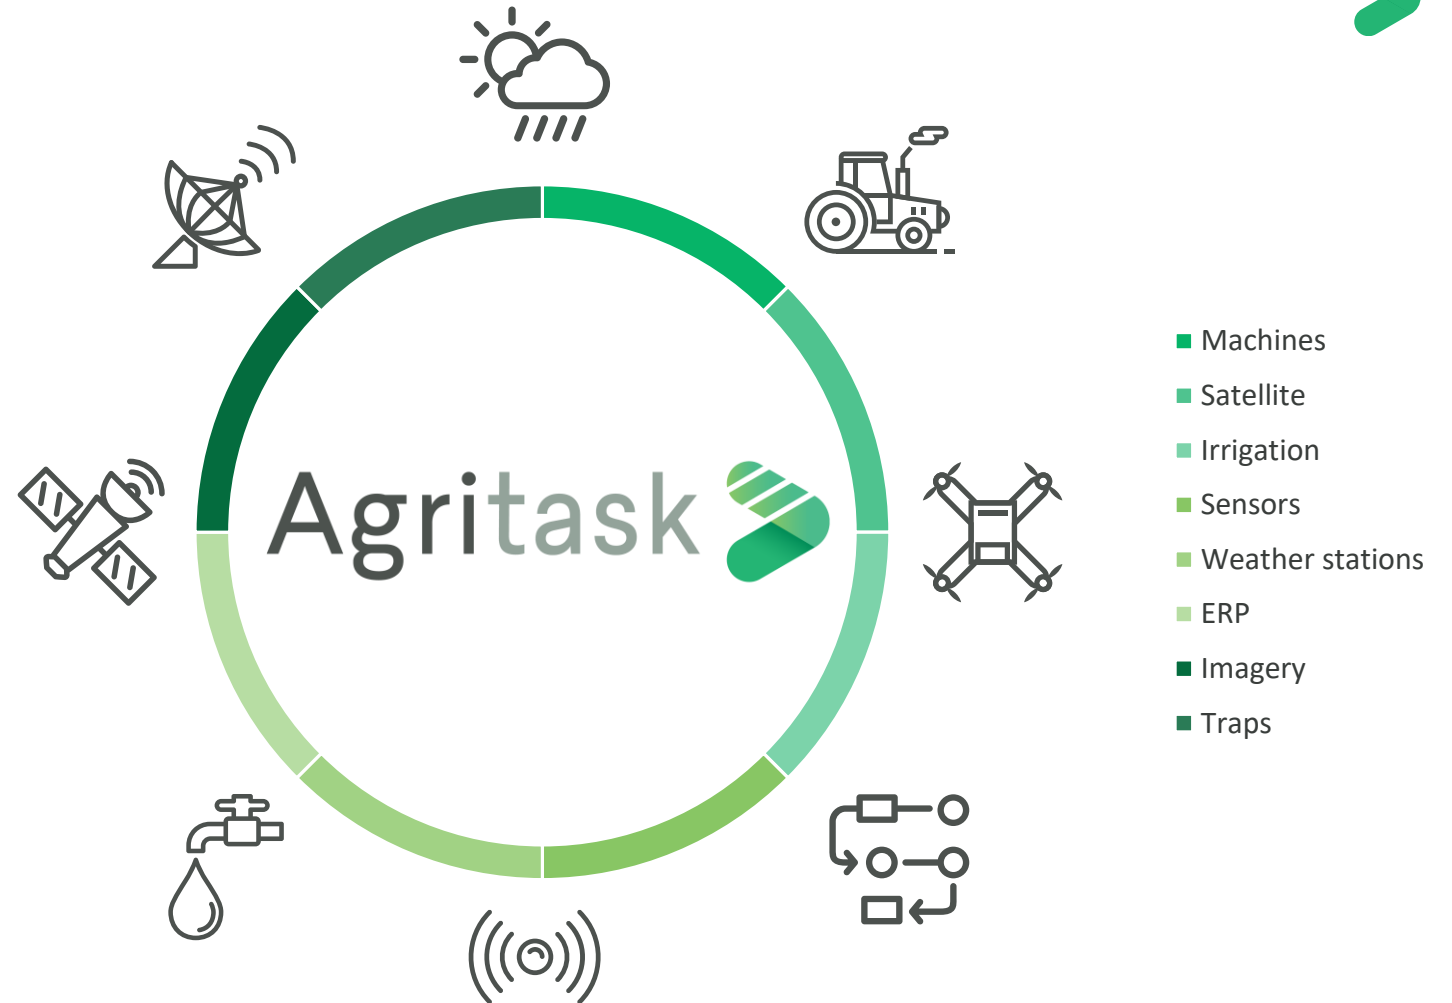 Agritask
Machines
Satellite
Irrigation
Sensors
Weather stations
ERP
Imagery
Traps